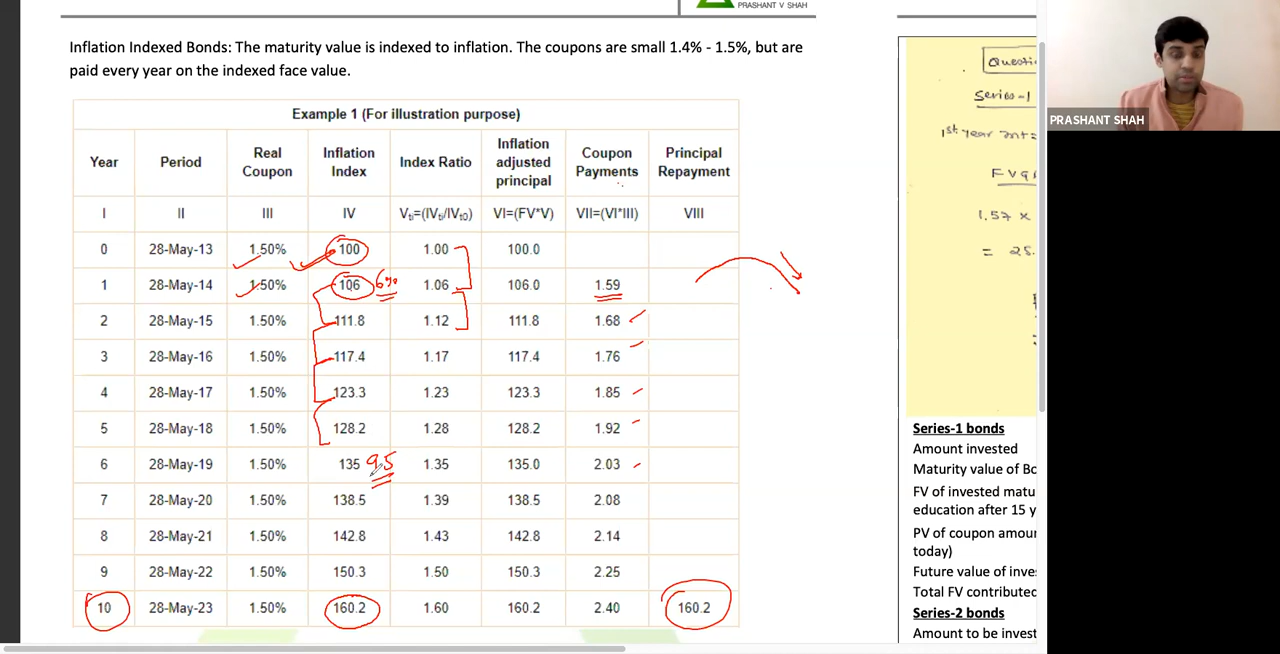 PRASHANT V SHAH
Inflation Indexed Bonds: The maturity value is indexed to inflation. The coupons are small 1.4% - 1.5%, but are
paid every year on the indexed face value.
Example 1 (For illustration purpose)
Year Period Real Coupon Inflation Index Index Ratio Inflation adjusted principal Coupon Payments Principal Repayment
I II III IV Vti=(IVti/IVt0) VI=(FV*V) VII=(VI*III) VIII
0 28-May-13 1.50% 100 1.00 100.0
1 28-May-14 1.50% 106 6% 1.06 106.0 1.59
2 28-May-15 1.50% 111.8 1.12 111.8 1.68
3 28-May-16 1.50% 117.4 1.17 117.4 1.76
4 28-May-17 1.50% 123.3 1.23 123.3 1.85
5 28-May-18 1.50% 128.2 1.28 128.2 1.92
6 28-May-19 1.50% 135 95 1.35 135.0 2.03
7 28-May-20 1.50% 138.5 1.39 138.5 2.08
8 28-May-21 1.50% 142.8 1.43 142.8 2.14
9 28-May-22 1.50% 150.3 1.50 150.3 2.25
10 28-May-23 1.50% 160.2 1.60 160.2 2.40 160.2
Questi
Series-1
1st year Int =
FV
1.57 x
= 25.
Series-1 bonds
Amount invested
Maturity value of Bo
FV of invested matu
education after 15 y
PV of coupon amour
today)
Future value of inve
Total FV contributed
Series-2 bonds
Amount to be invest
PRASHANT SHAH